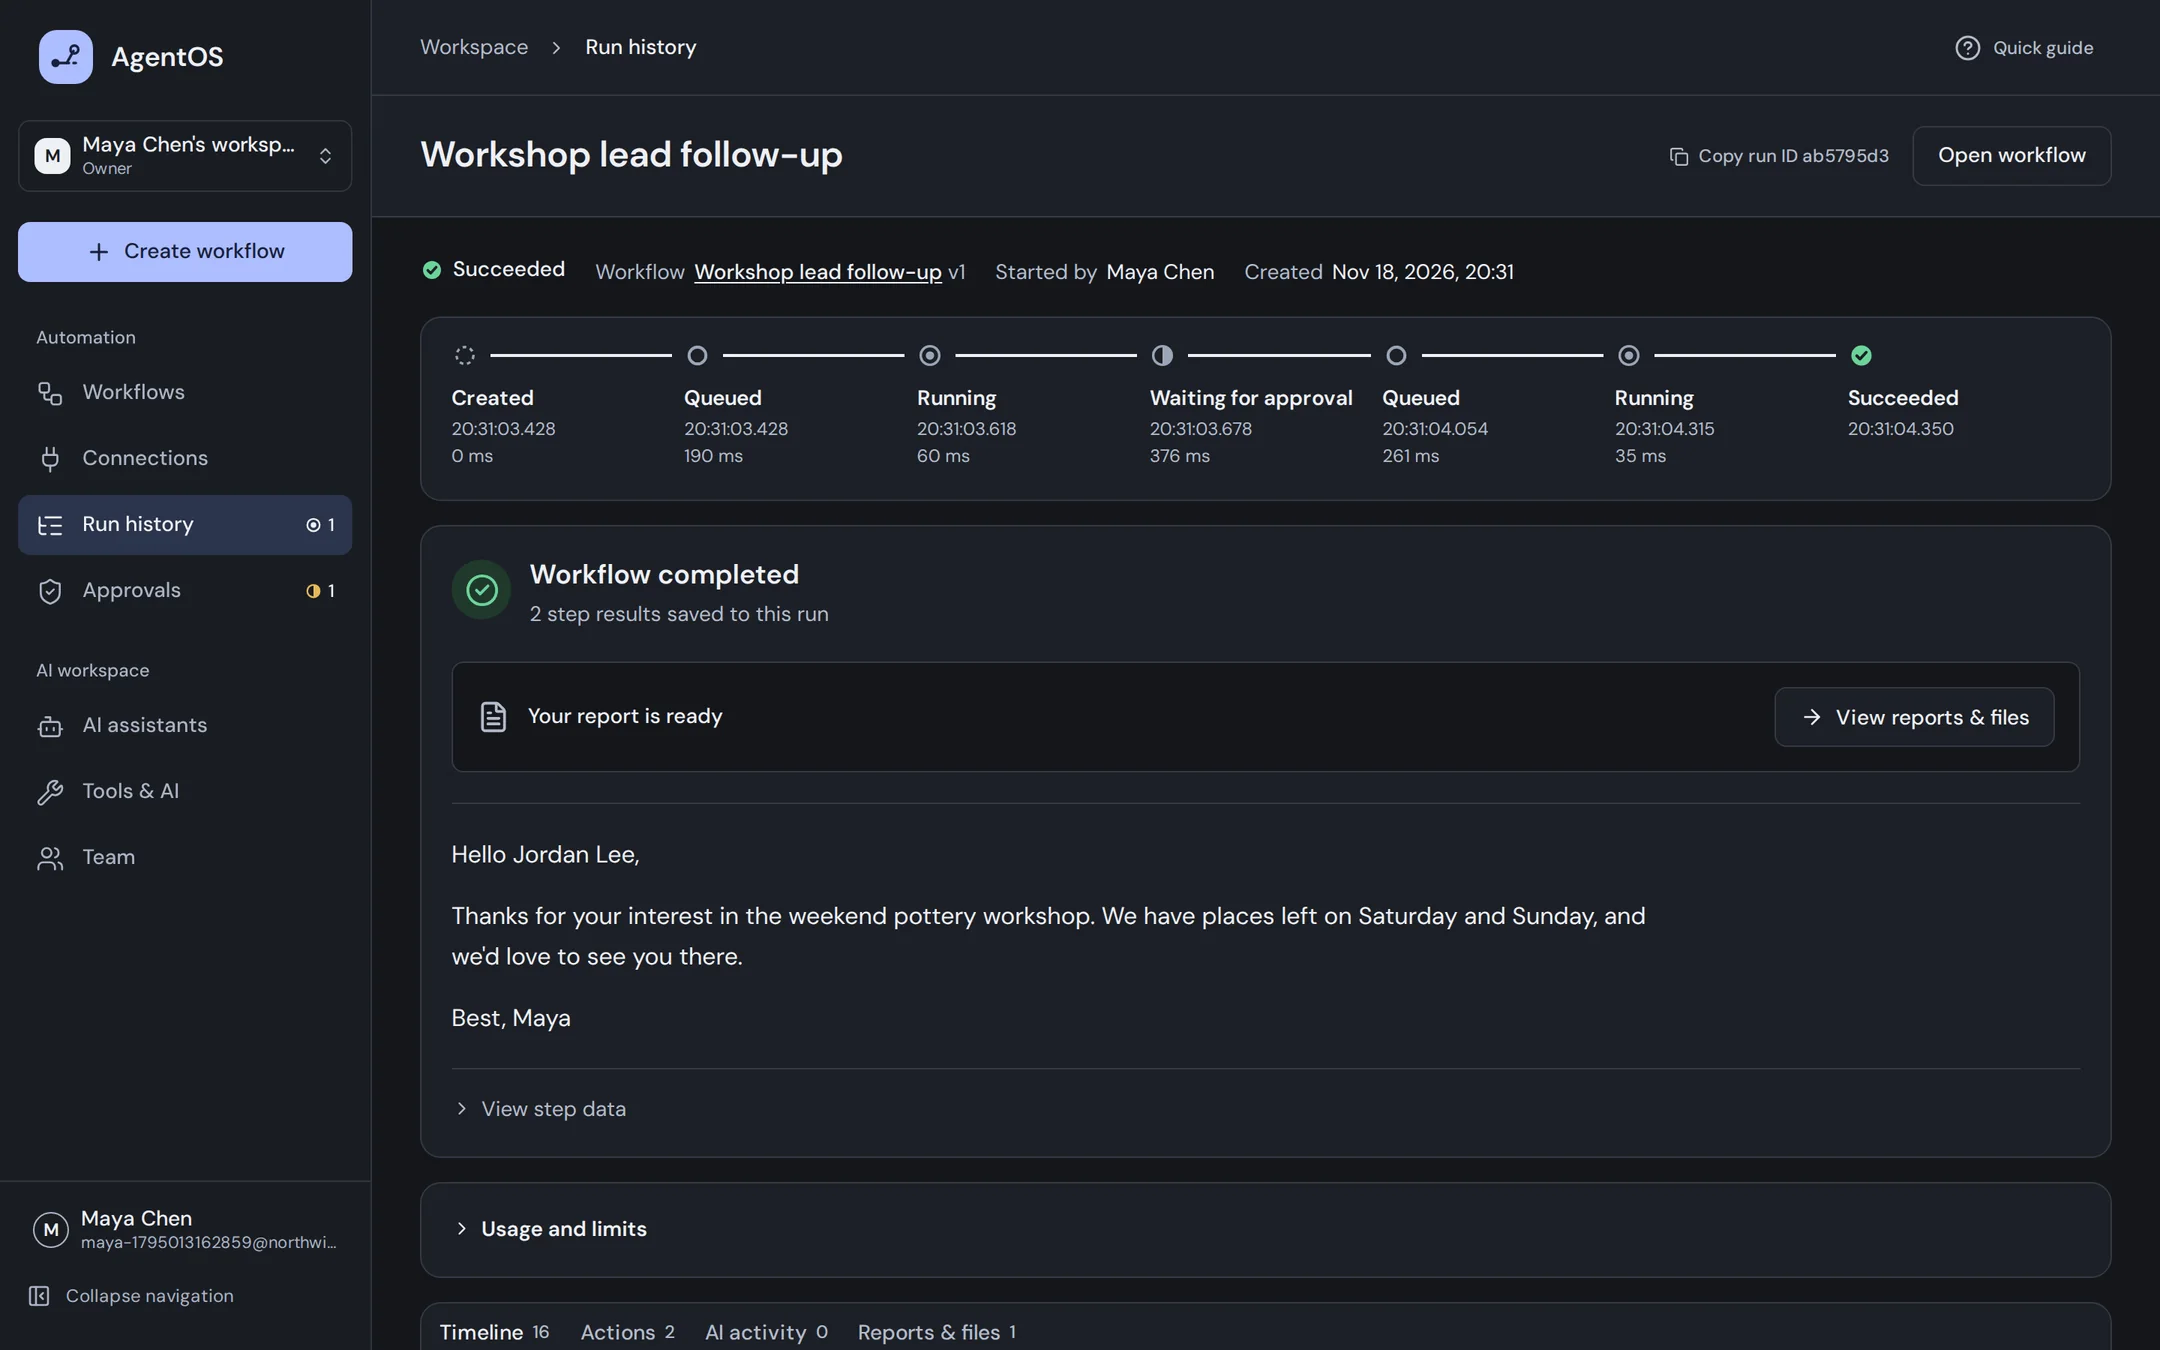 AgentOS
Workspace
Run history
Quick guide
M
Maya Chen's worksp...
Owner
Workshop lead follow-up
Copy run ID ab5795d3
Open workflow
Create workflow
Succeeded
Workflow Workshop lead follow-up v1
Started by Maya Chen
Created Nov 18, 2026, 20:31
Automation
Workflows
Connections
Run history 1
Approvals 1
AI workspace
AI assistants
Tools & AI
Team
Created
20:31:03.428
0 ms
Queued
20:31:03.428
190 ms
Running
20:31:03.618
60 ms
Waiting for approval
20:31:03.678
376 ms
Queued
20:31:04.054
261 ms
Running
20:31:04.315
35 ms
Succeeded
20:31:04.350
Workflow completed
2 step results saved to this run
Your report is ready
View reports & files
Hello Jordan Lee,
Thanks for your interest in the weekend pottery workshop. We have places left on Saturday and Sunday, and
we'd love to see you there.
Best, Maya
View step data
Usage and limits
Timeline 16
Actions 2
AI activity 0
Reports & files 1
M
Maya Chen
maya-1795013162859@northwi...
Collapse navigation